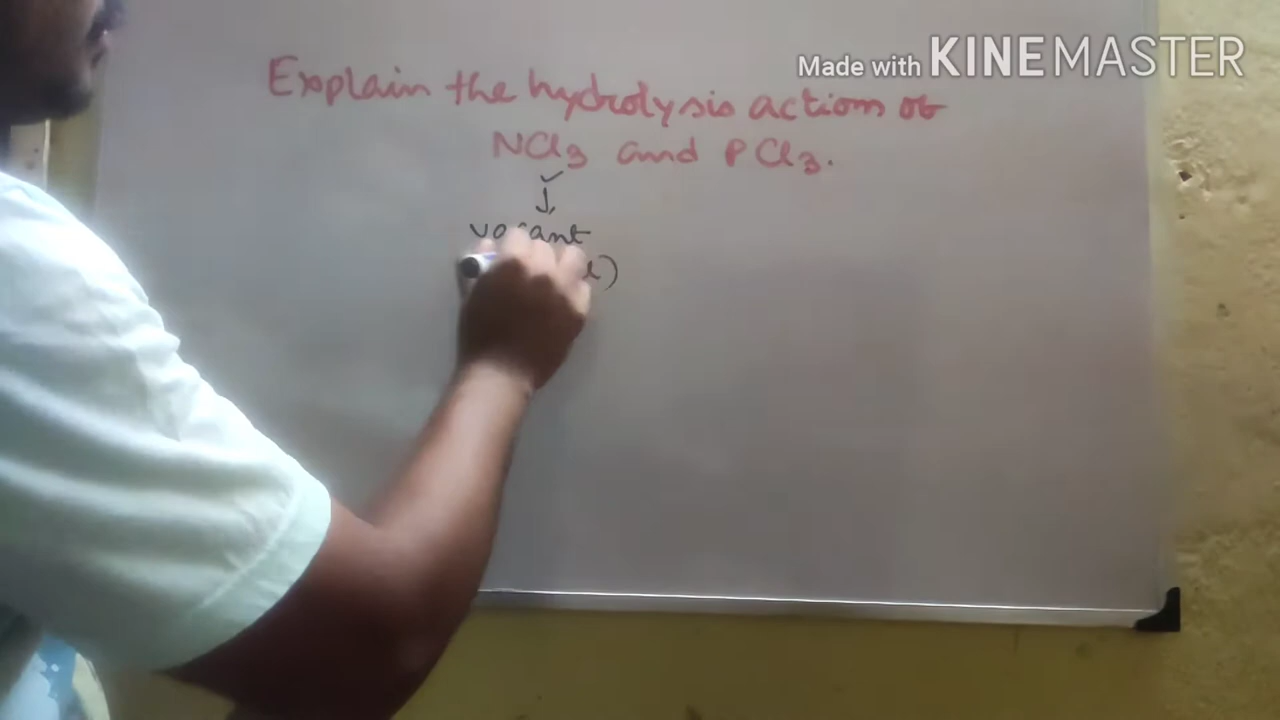 Made with KINEMASTER
Explain the hydrolysis actions of
NCl3 and PCl3.
vacant